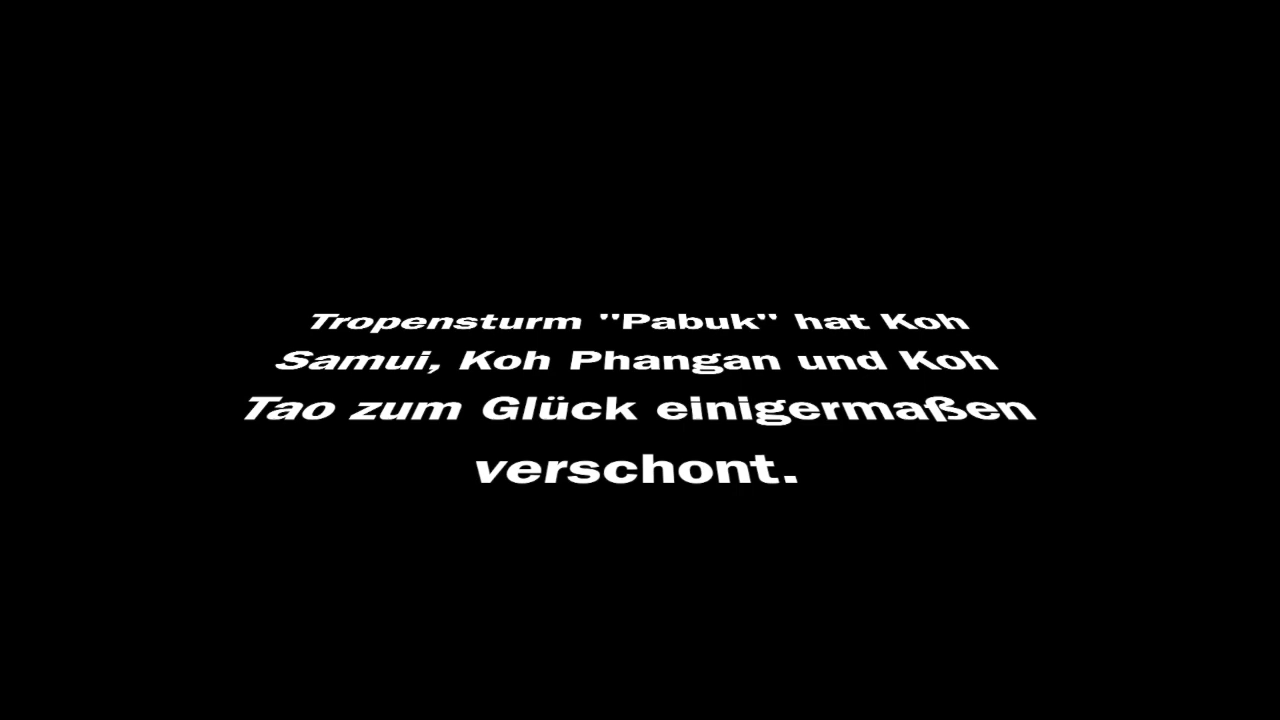 Tropensturm "Pabuk" hat Koh
Samui, Koh Phangan und Koh
Tao zum Glück einigermaßen
verschont.